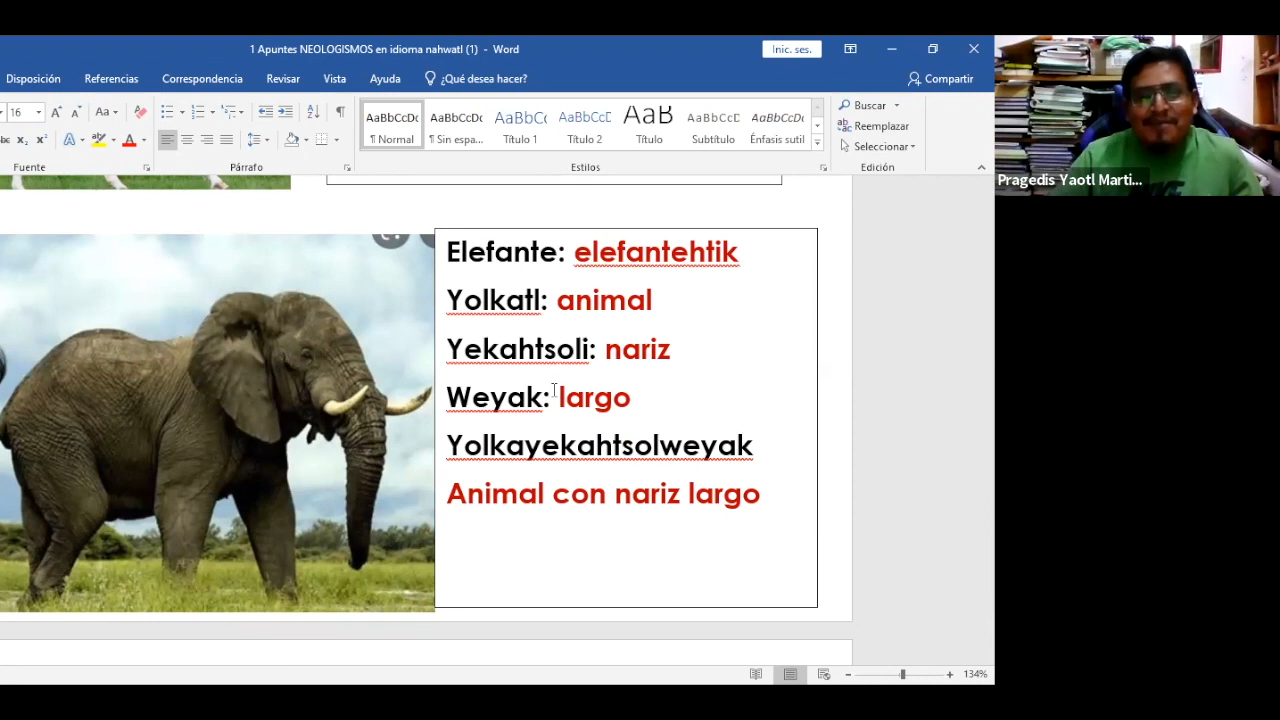 1 Apuntes NEOLOGISMOS en idioma nahwatl (1) - Word
Inic. ses.
Disposición Referencias Correspondencia Revisar Vista Ayuda ¿Qué desea hacer? Compartir
16 Aa
AaBbCcDc AaBbCcDc AaBbCc AaBbCcD AaB AaBbCcD AaBbCcDc
¶ Normal ¶ Sin espa... Título 1 Título 2 Título Subtítulo Énfasis sutil
Buscar
Reemplazar
Seleccionar
Fuente Párrafo Estilos Edición
Pragedis Yaotl Marti...
Elefante: elefantehtik
Yolkatl: animal
Yekahtsoli: nariz
Weyak: largo
Yolkayekahtsolweyak
Animal con nariz largo
134%